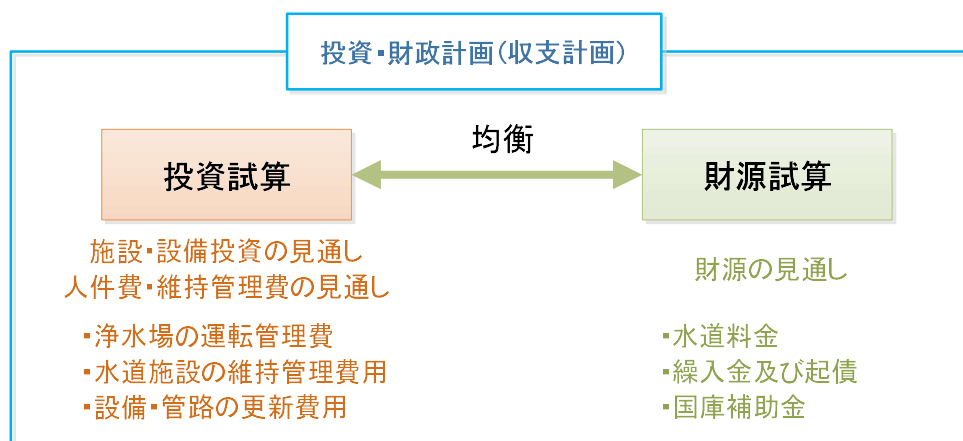 投資・財政計画(収支計画)
均衡
投資試算
財源試算
施設・設備投資の見通し
人件費・維持管理費の見通し
・浄水場の運転管理費
・水道施設の維持管理費用
・設備・管路の更新費用
財源の見通し
・水道料金
・繰入金及び起債
・国庫補助金